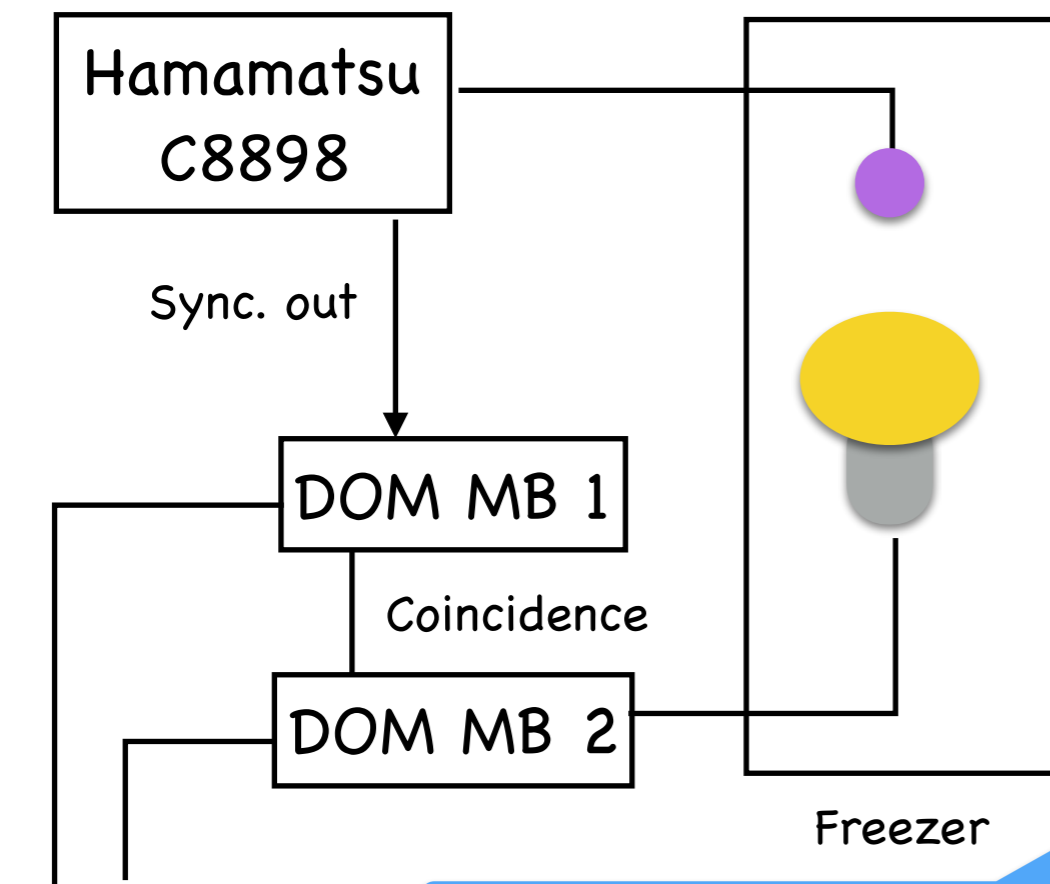 Hamamatsu
C8898
Sync. out
DOM MB 1
Coincidence
DOM MB 2
Freezer